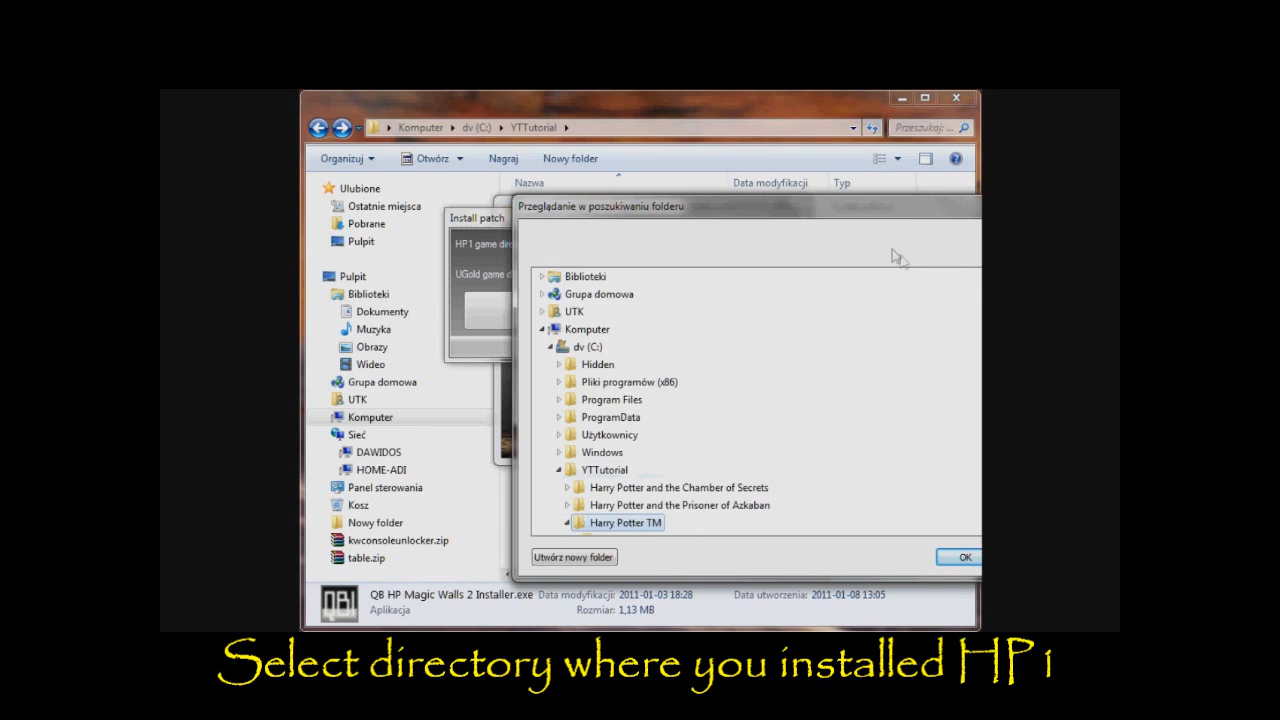 Komputer dv (C:) YTTutorial Przeszukaj: ...
Organizuj Otwórz Nagraj Nowy folder
Nazwa Data modyfikacji Typ
Ulubione
Ostatnie miejsca
Pobrane
Pulpit
Pulpit
Biblioteki
Dokumenty
Muzyka
Obrazy
Wideo
Grupa domowa
UTK
Komputer
Sieć
DAWIDOS
HOME-ADI
Panel sterowania
Kosz
Nowy folder
kwconsoleunlocker.zip
table.zip
Install patch
HP1 game dire
UGold game d
Przeglądanie w poszukiwaniu folderu
Biblioteki
Grupa domowa
UTK
Komputer
dv (C:)
Hidden
Pliki programów (x86)
Program Files
ProgramData
Użytkownicy
Windows
YTTutorial
Harry Potter and the Chamber of Secrets
Harry Potter and the Prisoner of Azkaban
Harry Potter TM
Utwórz nowy folder OK
QB1
QB HP Magic Walls 2 Installer.exe Data modyfikacji: 2011-01-03 18:28 Data utworzenia: 2011-01-08 13:05
Aplikacja Rozmiar: 1,13 MB
Select directory where you installed HP1